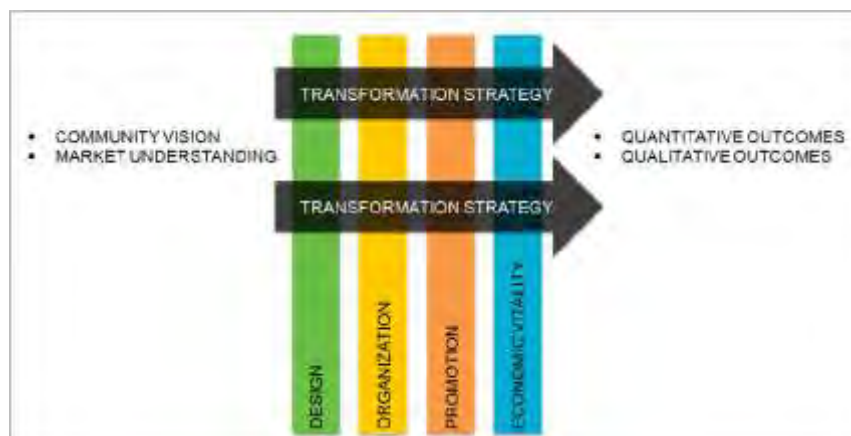 TRANSFORMATION STRATEGY
• COMMUNITY VISION
• MARKET UNDERSTANDING
• QUANTITATIVE OUTCOMES
• QUALITATIVE OUTCOMES
TRANSFORMATION STRATEGY
DESIGN
ORGANIZATION
PROMOTION
ECONOMIC VITALITY